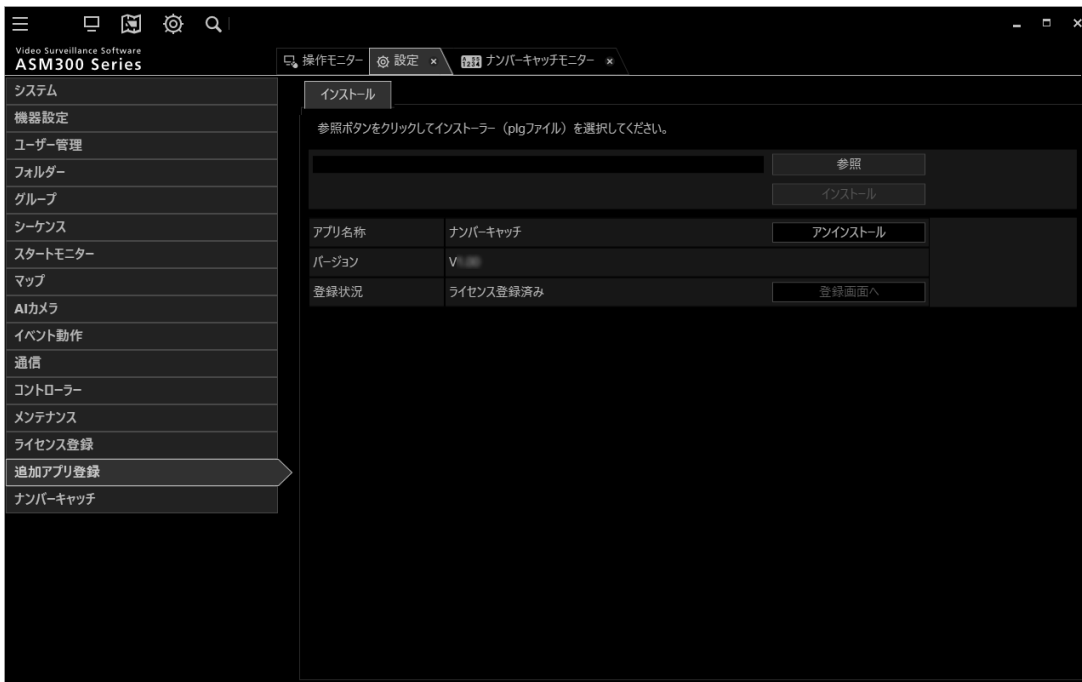 Video Surveillance Software
ASM300 Series
操作モニター
設定
ナンバーキャッチモニター
システム
機器設定
ユーザー管理
フォルダー
グループ
シーケンス
スタートモニター
マップ
AIカメラ
イベント動作
通信
コントローラー
メンテナンス
ライセンス登録
追加アプリ登録
ナンバーキャッチ
インストール
参照ボタンをクリックしてインストーラー（plgファイル）を選択してください。
参照
インストール
アプリ名称 ナンバーキャッチ アンインストール
バージョン
登録状況 ライセンス登録済み 登録画面へ